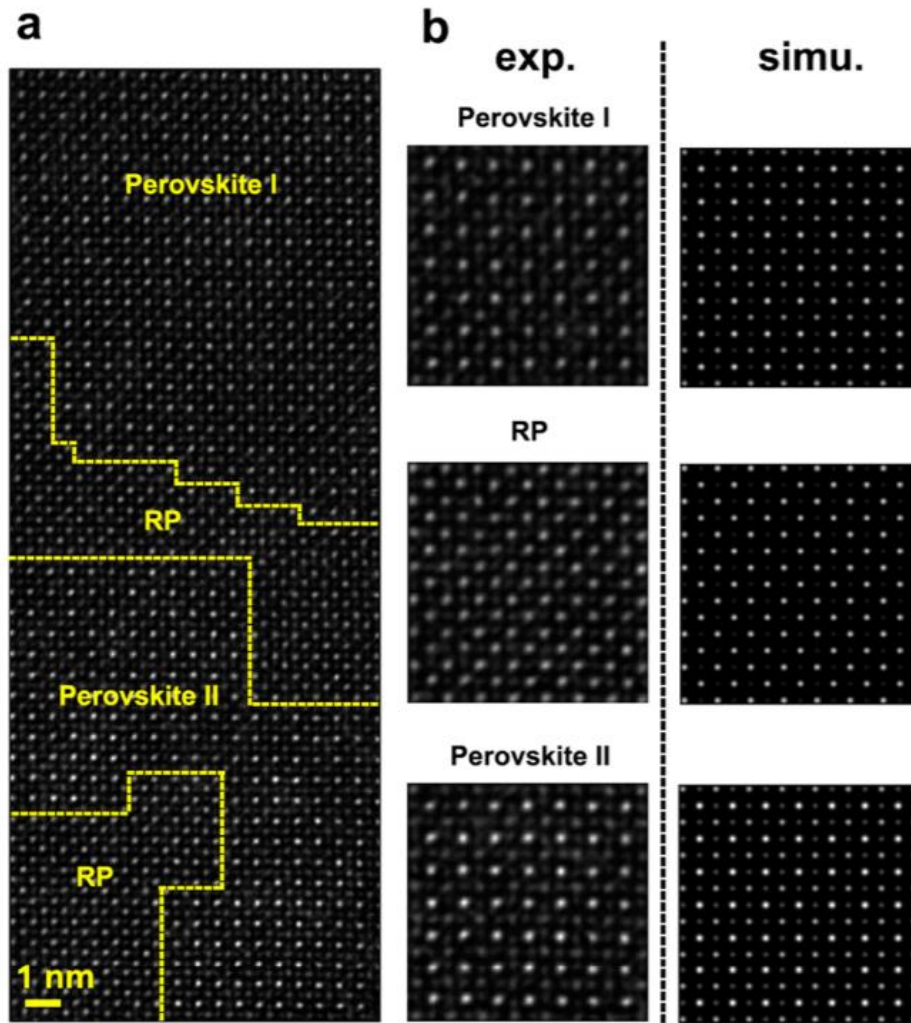 a
b
exp.
simu.
Perovskite I
Perovskite I
RP
RP
Perovskite II
Perovskite II
RP
1 nm